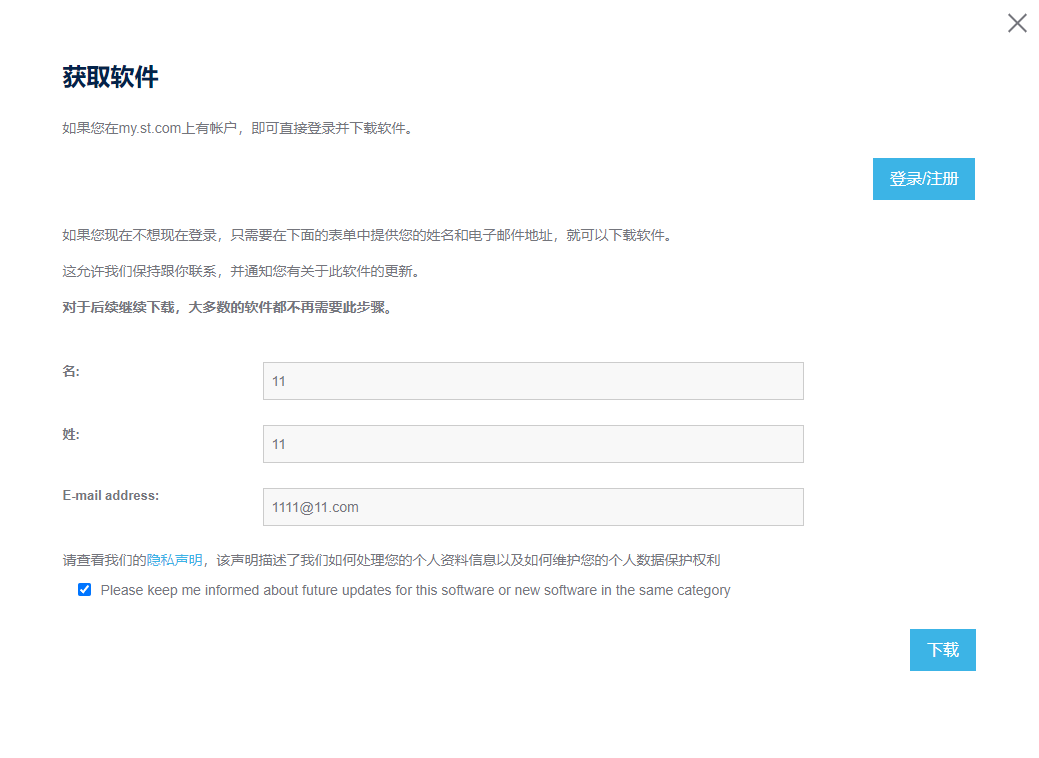 获取软件
如果您在my.st.com上有帐户，即可直接登录并下载软件。
登录/注册
如果您现在不想现在登录，只需要在下面的表单中提供您的姓名和电子邮件地址，就可以下载软件。
这允许我们保持跟你联系，并通知您有关于此软件的更新。
对于后续继续下载，大多数的软件都不再需要此步骤。
名:
11
姓:
11
E-mail address:
1111@11.com
请查看我们的隐私声明，该声明描述了我们如何处理您的个人资料信息以及如何维护您的个人数据保护权利
Please keep me informed about future updates for this software or new software in the same category
下载